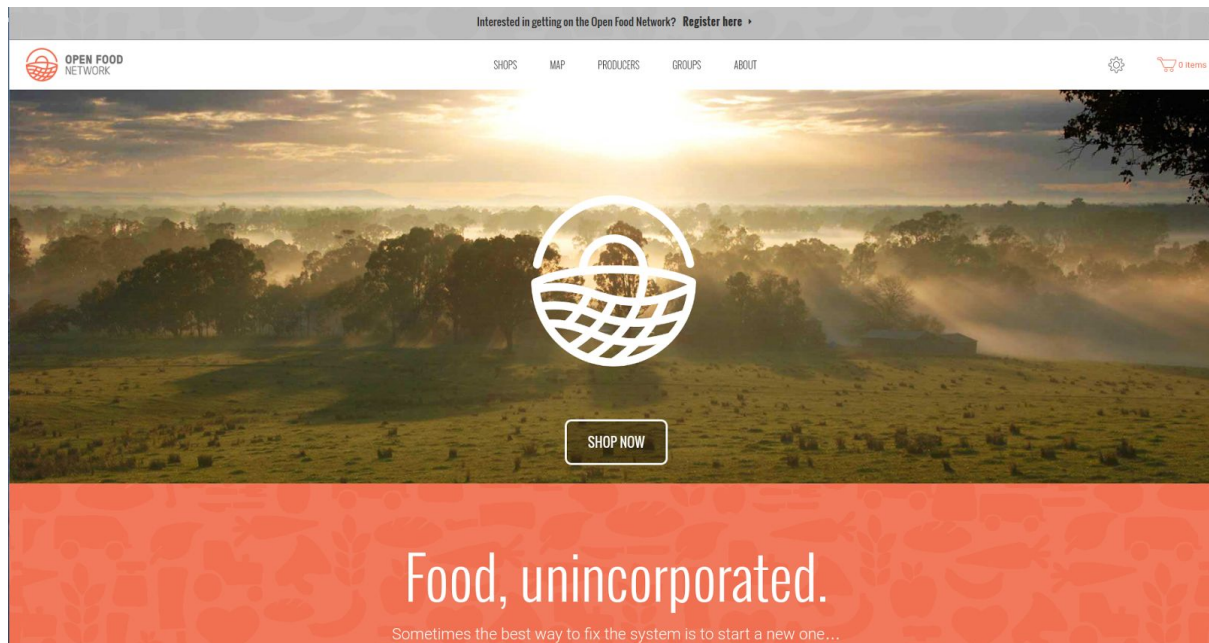 Interested in getting on the Open Food Network? Register here
OPEN FOOD
NETWORK
SHOPS MAP PRODUCERS GROUPS ABOUT
0 items
SHOP NOW
Food, unincorporated.
Sometimes the best way to fix the system is to start a new one...